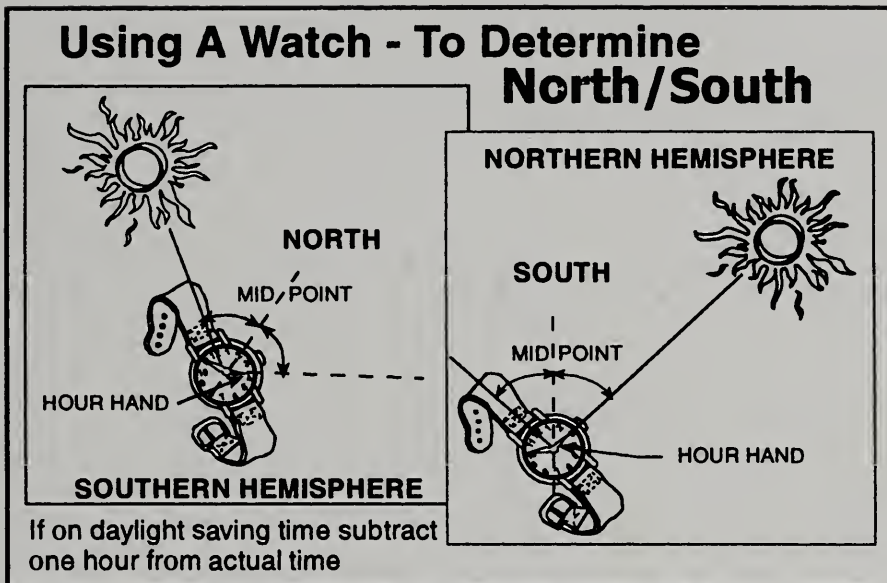 Using A Watch - To Determine
North/South
NORTH
MID/POINT
HOUR HAND
SOUTHERN HEMISPHERE
NORTHERN HEMISPHERE
SOUTH
MID POINT
HOUR HAND
If on daylight saving time subtract
one hour from actual time